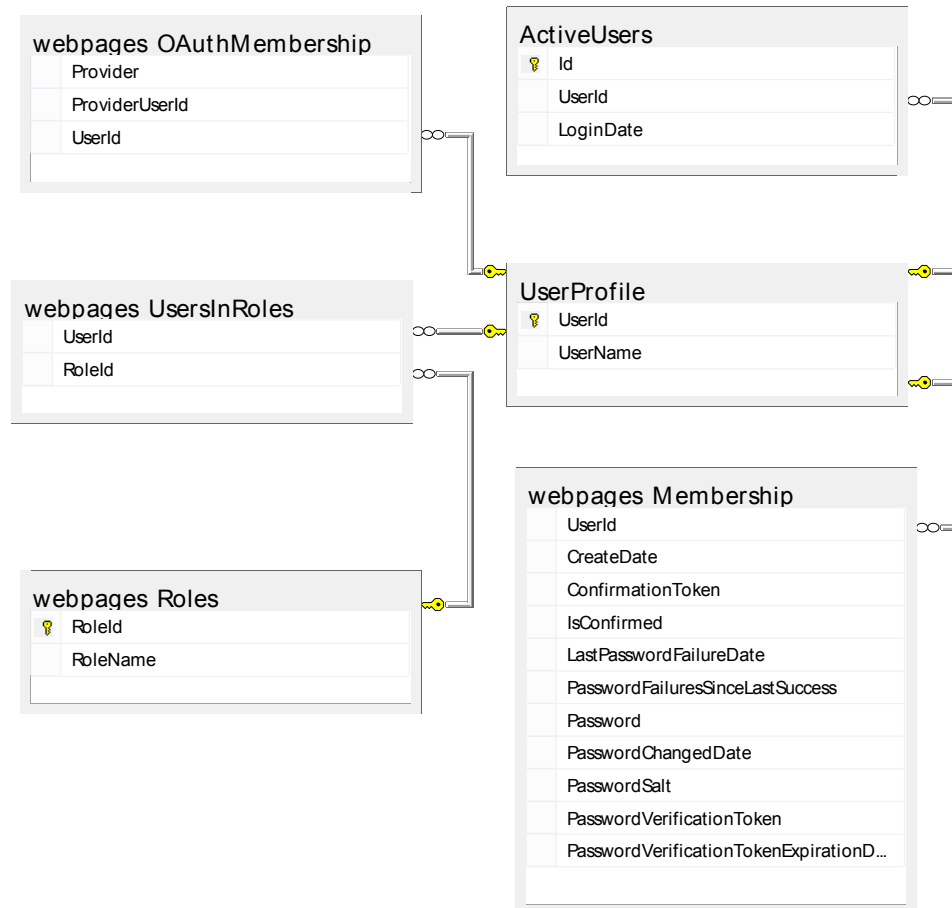 webpages OAuthMembership
Provider
ProviderUserId
UserId
ActiveUsers
Id
UserId
LoginDate
webpages UsersInRoles
UserId
RoleId
UserProfile
UserId
UserName
webpages Roles
RoleId
RoleName
webpages Membership
UserId
CreateDate
ConfirmationToken
IsConfirmed
LastPasswordFailureDate
PasswordFailuresSinceLastSuccess
Password
PasswordChangedDate
PasswordSalt
PasswordVerificationToken
PasswordVerificationTokenExpirationD...